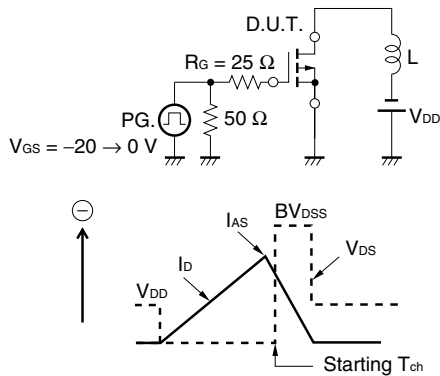 D.U.T.
RG = 25 Ω
L
PG.
50 Ω
VDD
VGS = −20 → 0 V
⊖
IAS
BVDSS
ID
VDS
VDD
Starting Tch